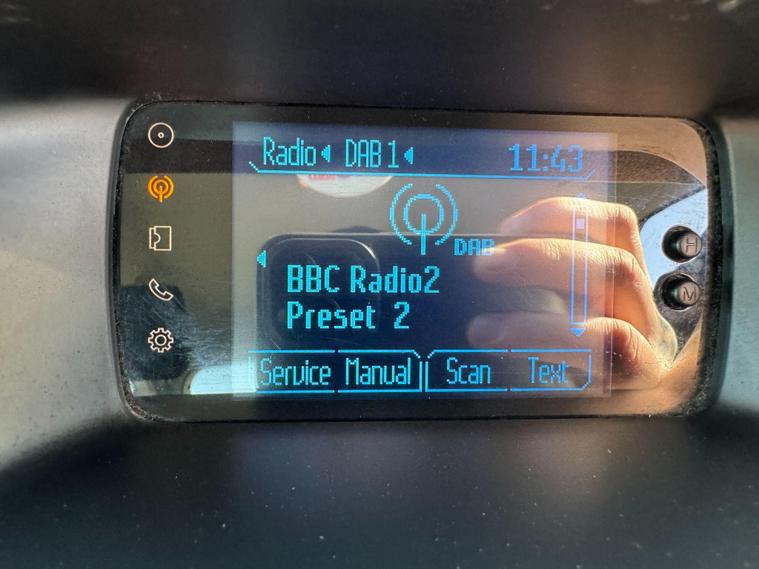 Radio DAB 1 11:43
DAB
BBC Radio2
Preset 2
Service Manual Scan Text
H
M